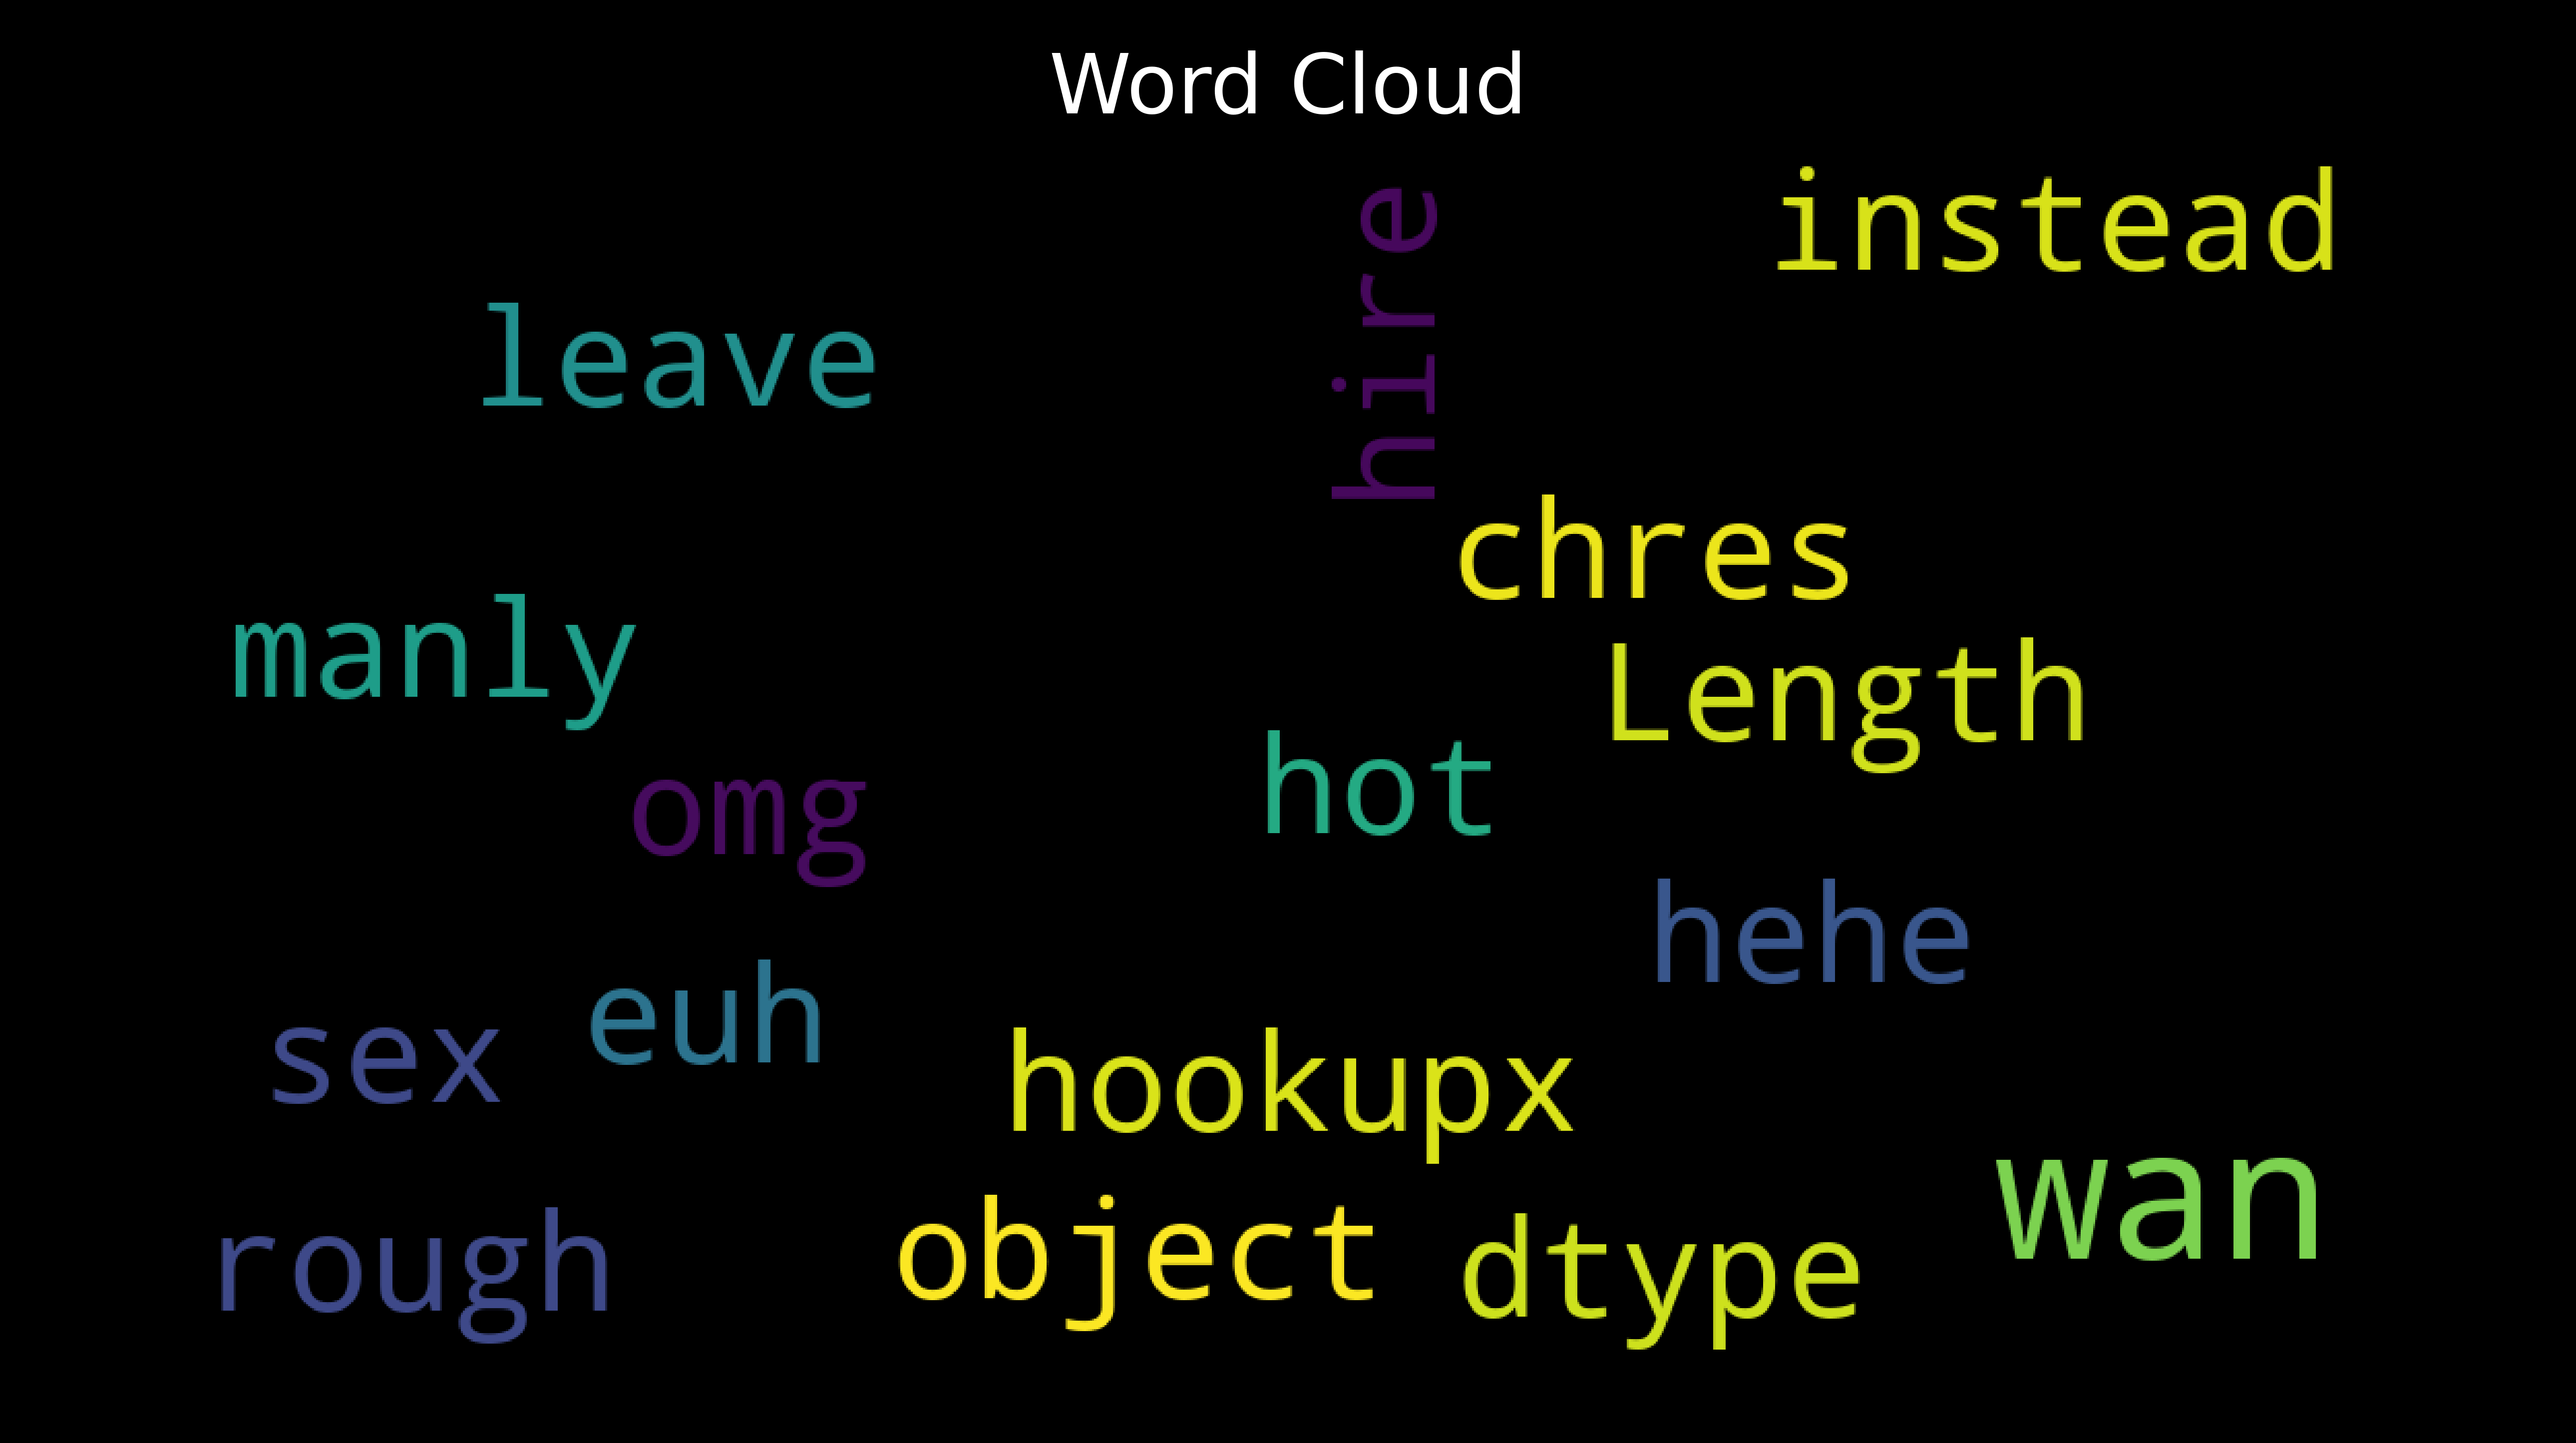 Word Cloud
instead
hire
leave
chres
manly
Length
hot
omg
hehe
euh
sex
hookupx
wan
object
rough
dtype